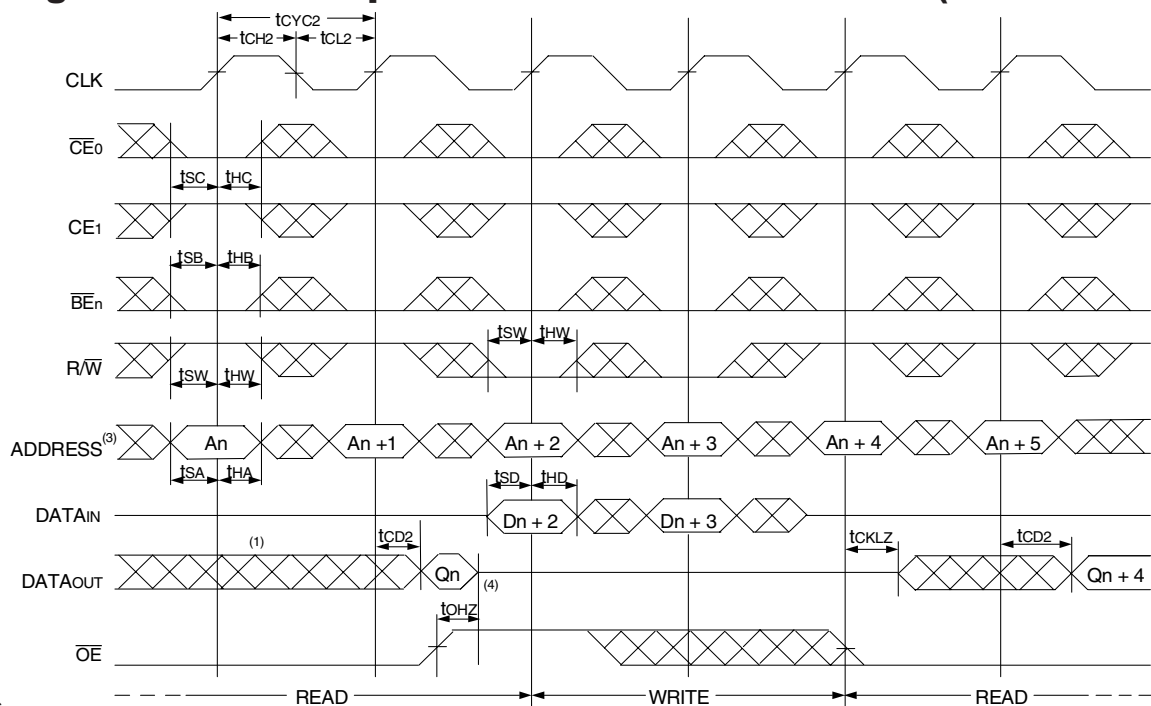 tCYC2
tCH2 tCL2
CLK
CE0
tSC tHC
CE1
tSB tHB
BEn
tSW tHW
R/W
tSW tHW
ADDRESS(3) An An +1 An + 2 An + 3 An + 4 An + 5
tSA tHA tSD tHD
DATAIN Dn + 2 Dn + 3
(1) tCD2 tCKLZ tCD2
DATAOUT Qn (4) Qn + 4
tOHZ
OE
READ WRITE READ